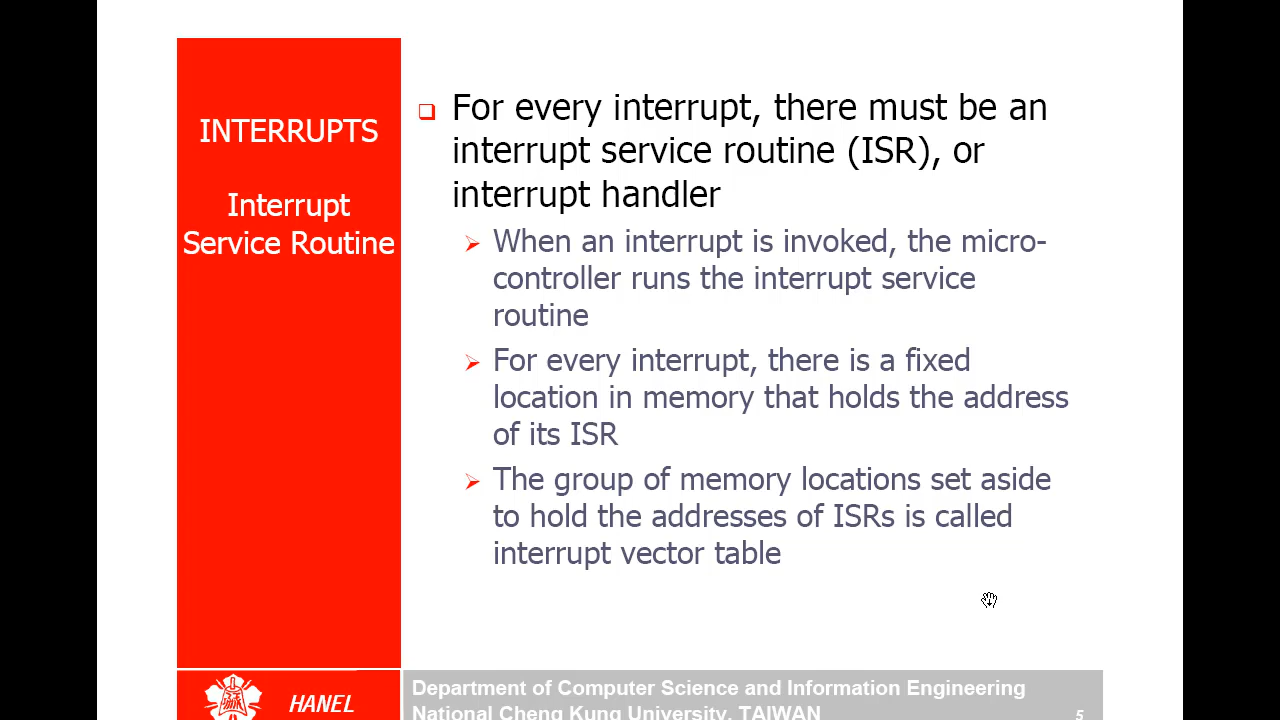 INTERRUPTS
Interrupt
Service Routine
For every interrupt, there must be an
interrupt service routine (ISR), or
interrupt handler
When an interrupt is invoked, the micro-
controller runs the interrupt service
routine
For every interrupt, there is a fixed
location in memory that holds the address
of its ISR
The group of memory locations set aside
to hold the addresses of ISRs is called
interrupt vector table
HANEL
Department of Computer Science and Information Engineering
National Cheng Kung University, TAIWAN
5